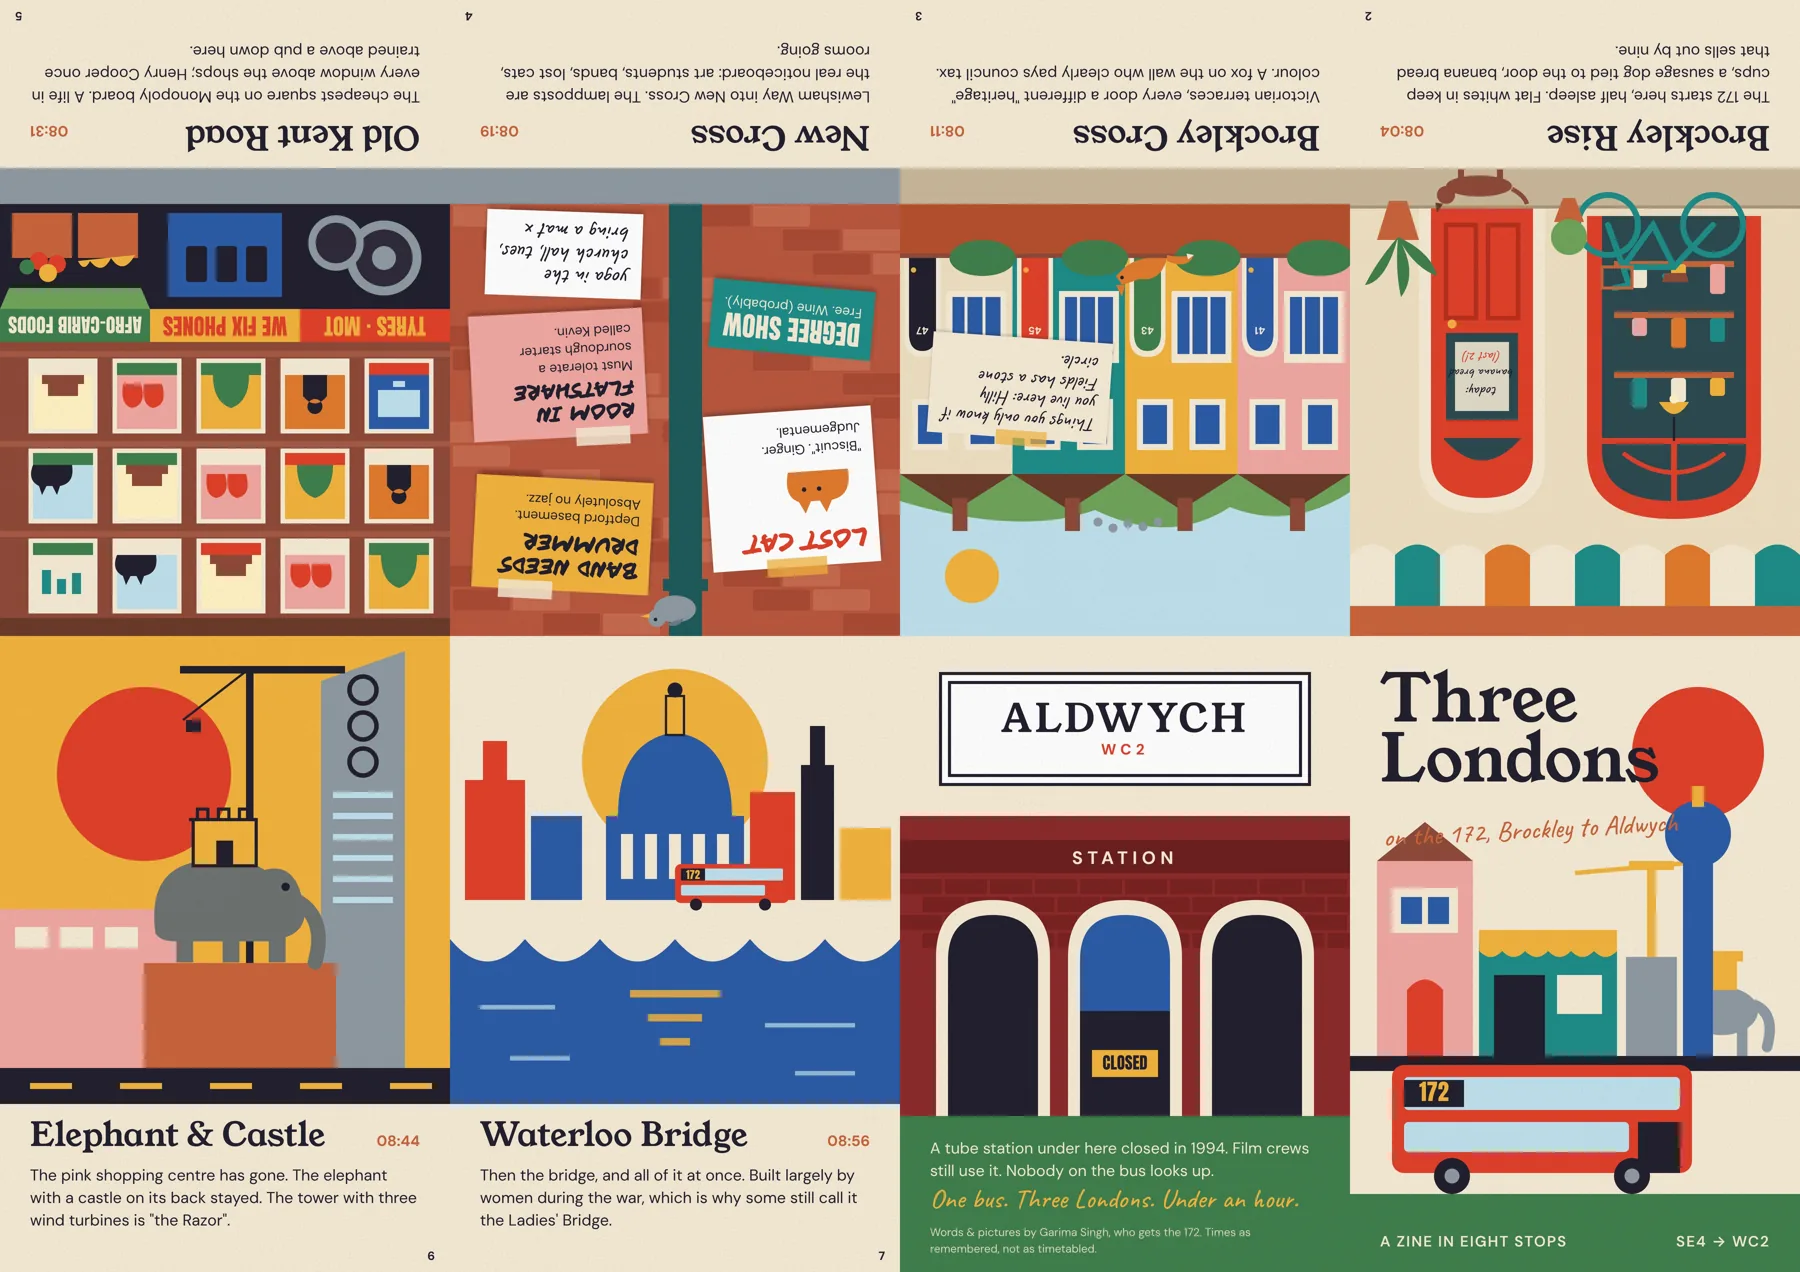 Three
Londons
on the 172, Brockley to Aldwych
172
A ZINE IN EIGHT STOPS
SE4 → WC2
today:
banana bread
(last 2!)
Brockley Rise
08:04
The 172 starts here, half asleep. Flat whites in keep
cups, a sausage dog tied to the door, banana bread
that sells out by nine.
2
Things you only know if
you live here: Hilly
Fields has a stone
circle.
41
43
45
47
Brockley Cross
08:11
Victorian terraces, every door a different "heritage"
colour. A fox on the wall who clearly pays council tax.
3
BAND NEEDS
DRUMMER
Deptford basement.
Absolutely no jazz.
LOST CAT
"Biscuit". Ginger.
Judgemental.
ROOM IN
FLATSHARE
Must tolerate a
sourdough starter
called Kevin.
DEGREE SHOW
Free. Wine (probably).
yoga in the
church hall, tues,
bring a mat x
New Cross
08:19
Lewisham Way into New Cross. The lampposts are
the real noticeboard: art students, bands, lost cats,
rooms going.
4
TYRES · MOT
WE FIX PHONES
AFRO-CARIB FOODS
Old Kent Road
08:31
The cheapest square on the Monopoly board. A life in
every window above the shops; Henry Cooper once
trained above a pub down here.
5
Elephant & Castle
08:44
The pink shopping centre has gone. The elephant
with a castle on its back stayed. The tower with three
wind turbines is "the Razor".
6
172
Waterloo Bridge
08:56
Then the bridge, and all of it at once. Built largely by
women during the war, which is why some still call it
the Ladies' Bridge.
7
ALDWYCH
WC2
STATION
CLOSED
A tube station under here closed in 1994. Film crews
still use it. Nobody on the bus looks up.
One bus. Three Londons. Under an hour.
Words & pictures by Garima Singh, who gets the 172. Times as
remembered, not as timetabled.